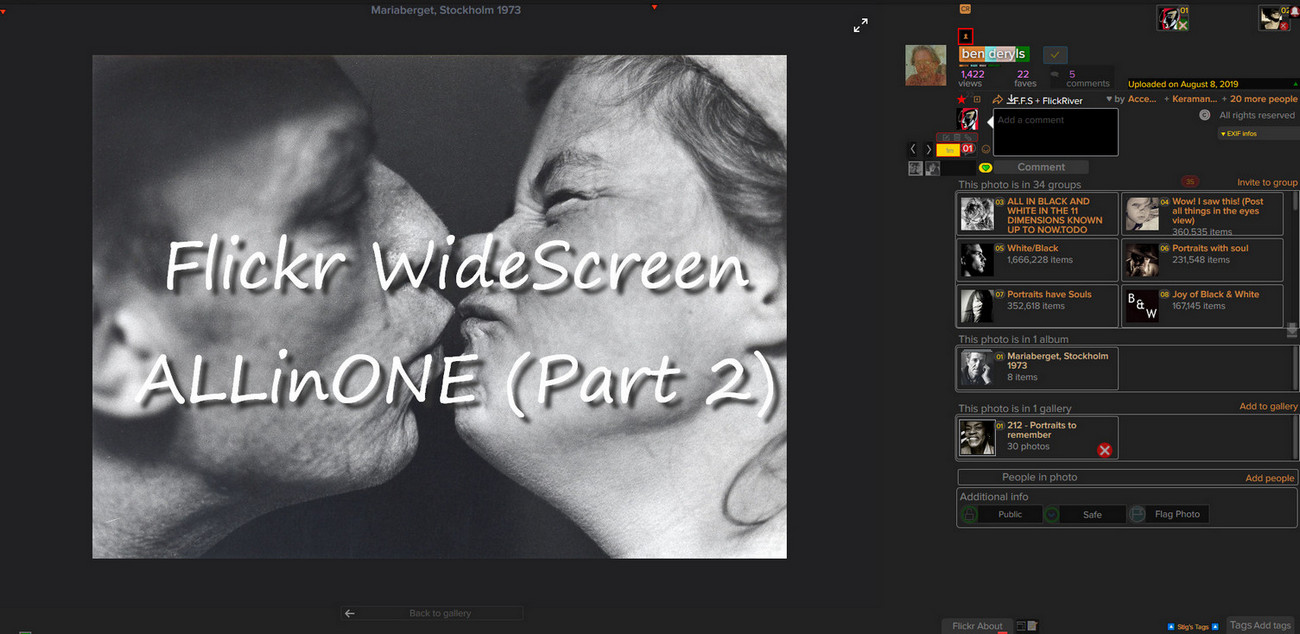 Mariaberget, Stockholm 1973
Flickr WideScreen
ALLinONE (Part 2)
Back to gallery
CR
01
02
ben deryls
1,422
views
22
faves
5
comments
Uploaded on August 8, 2019
F.F.S + FlickRiver
by Acce... + Keraman... + 20 more people
All rights reserved
EXIF infos
Add a comment
01
Comment
This photo is in 34 groups
Invite to group
03 ALL IN BLACK AND
WHITE IN THE 11
DIMENSIONS KNOWN
UP TO NOW.TODO
04 Wow! I saw this! (Post
all things in the eyes
view)
360,535 items
05 White/Black
1,666,228 items
06 Portraits with soul
231,548 items
07 Portraits have Souls
352,618 items
B & W
08 Joy of Black & White
167,145 items
This photo is in 1 album
01 Mariaberget, Stockholm
1973
8 items
This photo is in 1 gallery
Add to gallery
01 212 - Portraits to
remember
30 photos
People in photo
Add people
Additional info
Public
Safe
Flag Photo
Flickr About
Stig's Tags
Tags Add tags